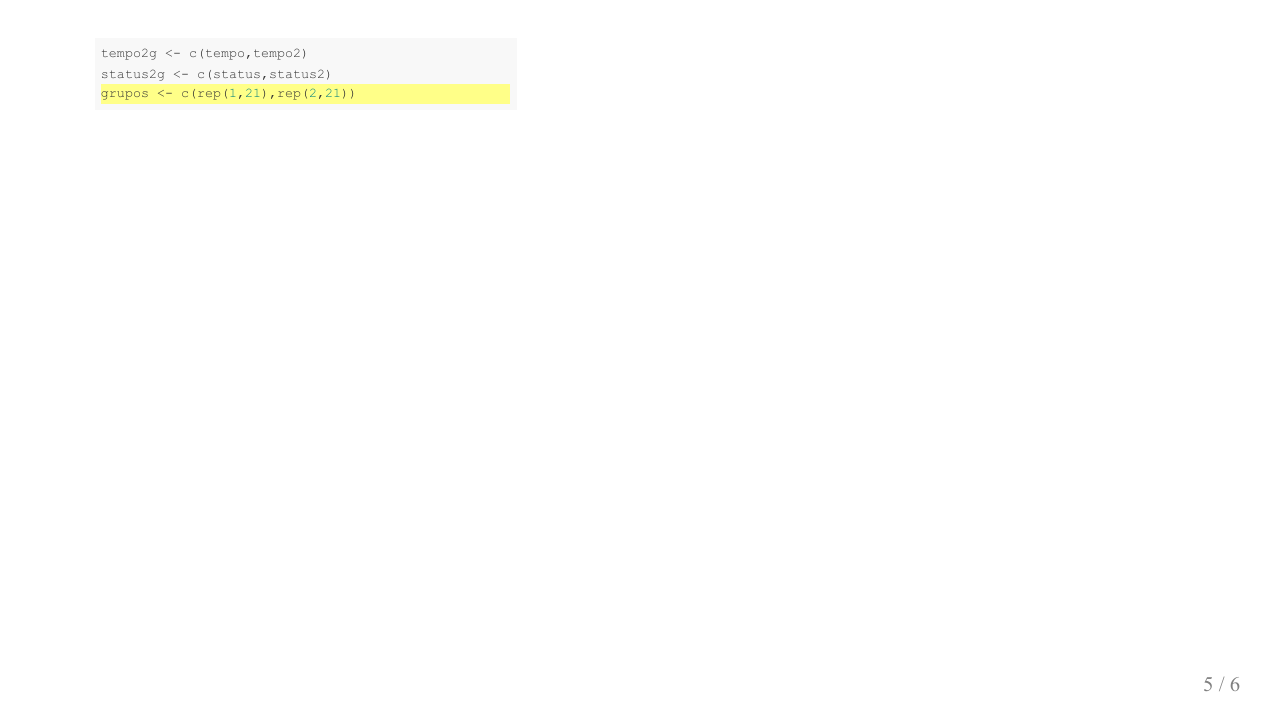 tempo2g <- c(tempo,tempo2)
status2g <- c(status,status2)
grupos <- c(rep(1,21),rep(2,21))
5 / 6